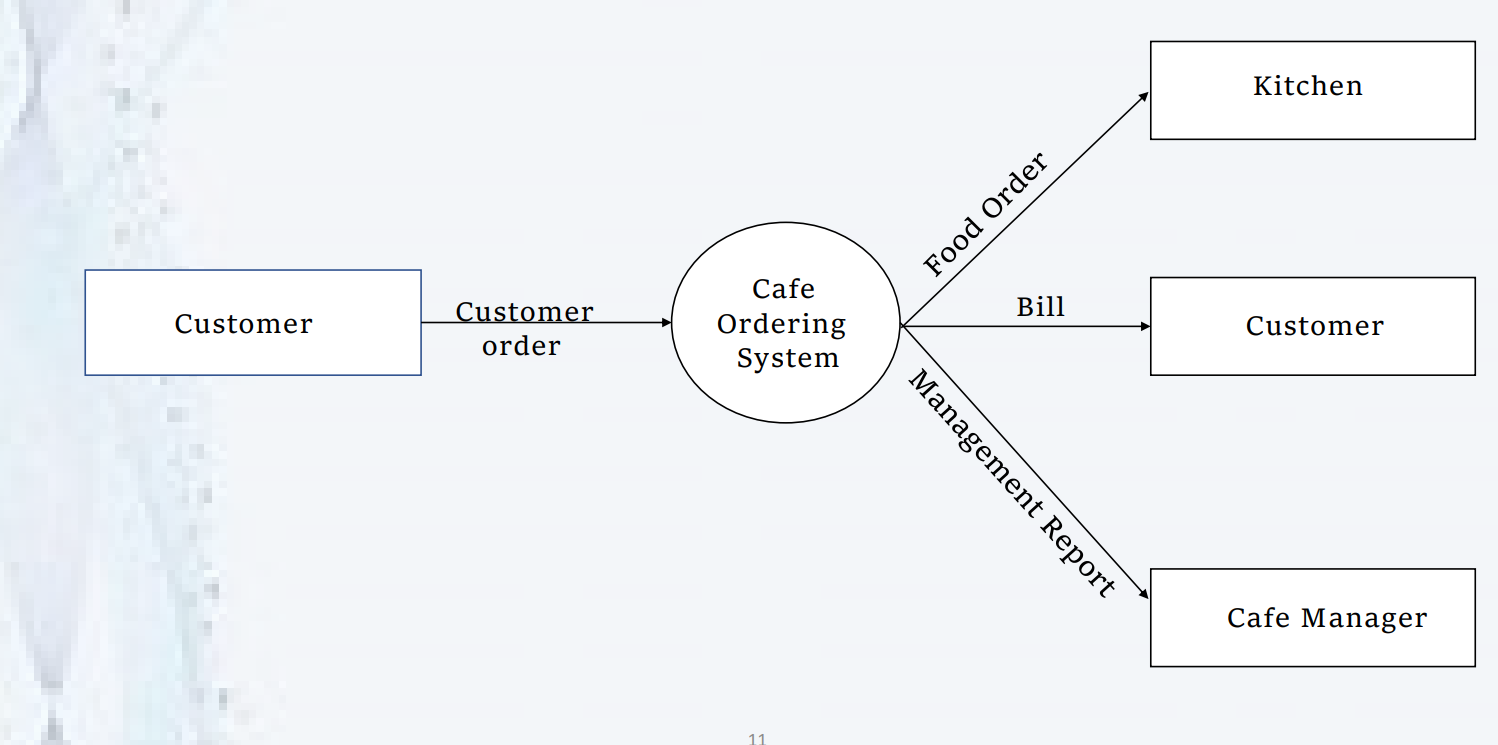 Kitchen
Food Order
Customer
Customer
order
Cafe
Ordering
System
Bill
Customer
Management Report
Cafe Manager
11